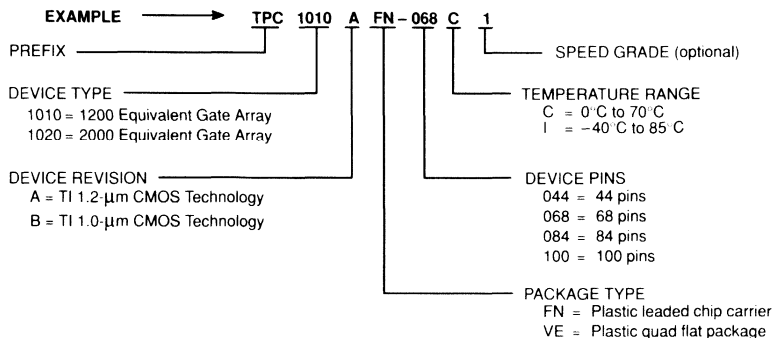 EXAMPLE TPC 1010 A FN-068 C 1
PREFIX
SPEED GRADE (optional)
DEVICE TYPE
1010 = 1200 Equivalent Gate Array
1020 = 2000 Equivalent Gate Array
TEMPERATURE RANGE
C = 0°C to 70°C
I = −40°C to 85°C
DEVICE REVISION
A = TI 1.2-μm CMOS Technology
B = TI 1.0-μm CMOS Technology
DEVICE PINS
044 = 44 pins
068 = 68 pins
084 = 84 pins
100 = 100 pins
PACKAGE TYPE
FN = Plastic leaded chip carrier
VE = Plastic quad flat package